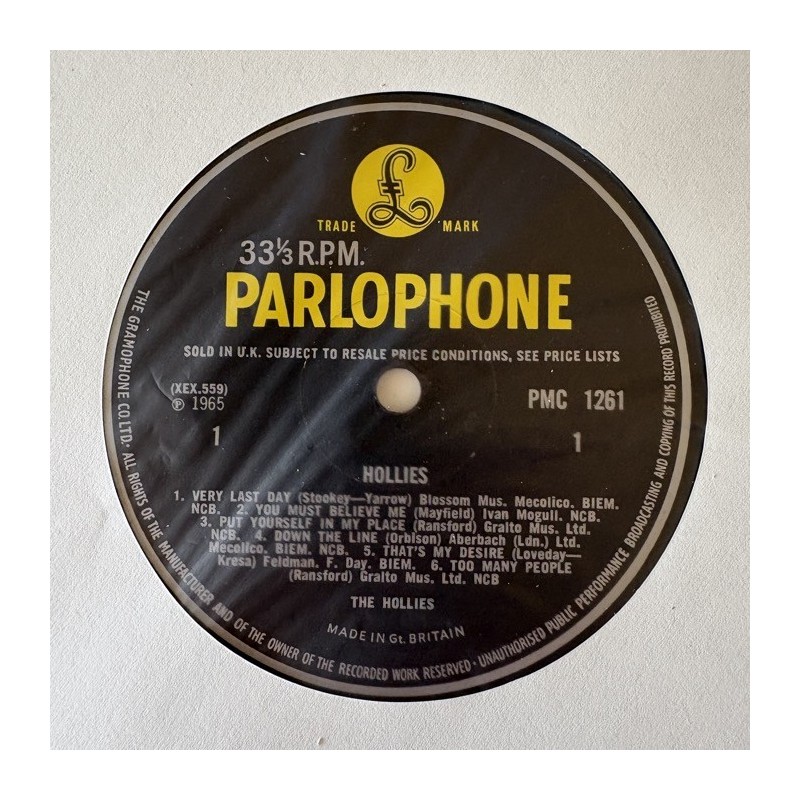 £
TRADE MARK
33⅓ R.P.M.
PARLOPHONE
SOLD IN U.K. SUBJECT TO RESALE PRICE CONDITIONS, SEE PRICE LISTS
(XEX.559)
℗ 1965
PMC 1261
1
1
HOLLIES
1. VERY LAST DAY (Stookey—Yarrow) Blossom Mus. Mecolico. BIEM.
NCB. 2. YOU MUST BELIEVE ME (Mayfield) Ivan Mogull. NCB.
3. PUT YOURSELF IN MY PLACE (Ransford) Gralto Mus. Ltd.
NCB. 4. DOWN THE LINE (Orbison) Aberbach (Ldn.) Ltd.
Mecolico. BIEM. NCB. 5. THAT'S MY DESIRE (Loveday—
Kresa) Feldman. F. Day. BIEM. 6. TOO MANY PEOPLE
(Ransford) Gralto Mus. Ltd. NCB
THE HOLLIES
MADE IN Gt. BRITAIN
THE GRAMOPHONE CO. LTD. · ALL RIGHTS OF THE MANUFACTURER AND OF THE OWNER OF THE RECORDED WORK RESERVED · UNAUTHORISED PUBLIC PERFORMANCE BROADCASTING AND COPYING OF THIS RECORD PROHIBITED